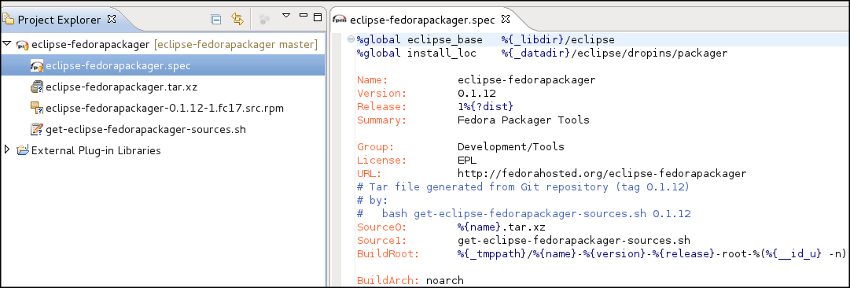 Project Explorer
eclipse-fedorapackager [eclipse-fedorapackager master]
eclipse-fedorapackager.spec
eclipse-fedorapackager.tar.xz
eclipse-fedorapackager-0.1.12-1.fc17.src.rpm
get-eclipse-fedorapackager-sources.sh
External Plug-in Libraries
eclipse-fedorapackager.spec
%global eclipse_base   %{_libdir}/eclipse
%global install_loc    %{_datadir}/eclipse/dropins/packager
Name:           eclipse-fedorapackager
Version:        0.1.12
Release:        1%{?dist}
Summary:        Fedora Packager Tools
Group:          Development/Tools
License:        EPL
URL:            http://fedorahosted.org/eclipse-fedorapackager
# Tar file generated from Git repository (tag 0.1.12)
# by:
#   bash get-eclipse-fedorapackager-sources.sh 0.1.12
Source0:        %{name}.tar.xz
Source1:        get-eclipse-fedorapackager-sources.sh
BuildRoot:      %{_tmppath}/%{name}-%{version}-%{release}-root-%(%{__id_u} -n)
BuildArch: noarch